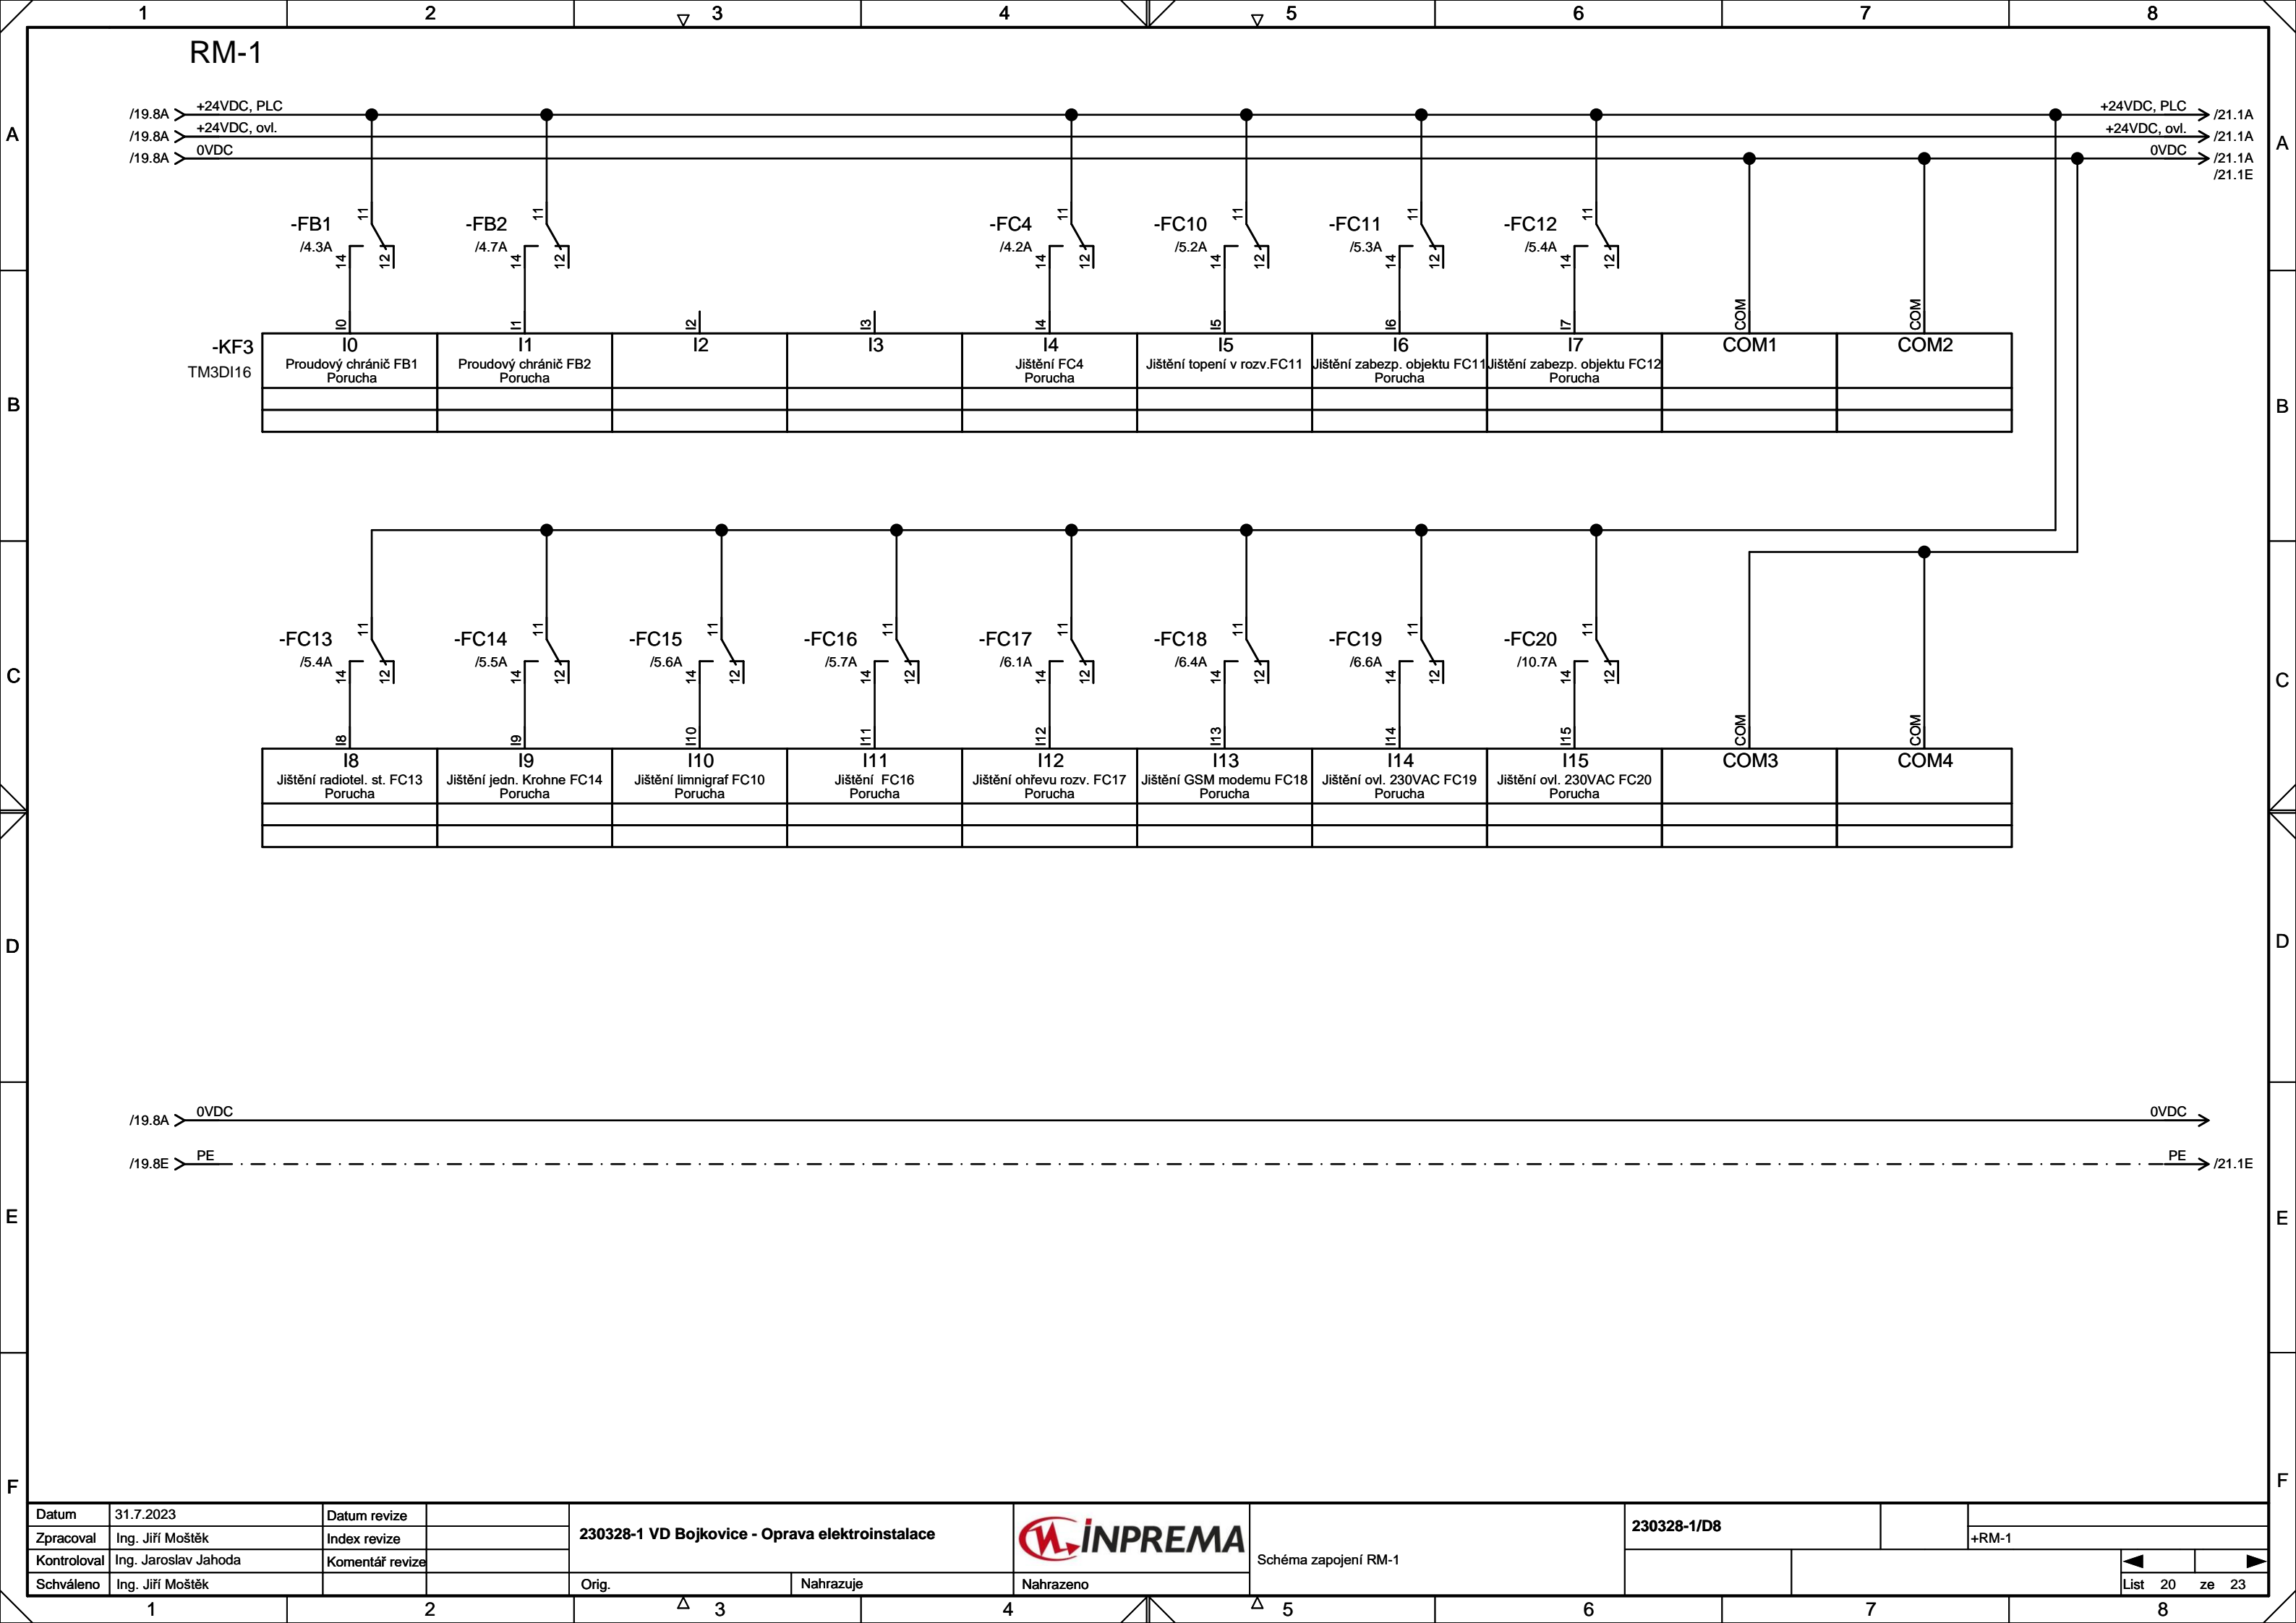 1 2 3 4 5 6 7 8
RM-1
/19.8A +24VDC, PLC +24VDC, PLC /21.1A
/19.8A +24VDC, ovl. +24VDC, ovl. /21.1A
/19.8A 0VDC 0VDC /21.1A
/21.1E
A A
11 11 11 11 11 11
-FB1 -FB2 -FC4 -FC10 -FC11 -FC12
/4.3A /4.7A /4.2A /5.2A /5.3A /5.4A
14 12 14 12 14 12 14 12 14 12 14 12
I0 I1 I2 I3 I4 I5 I6 I7 COM COM
-KF3 I0 I1 I2 I3 I4 I5 I6 I7 COM1 COM2
TM3DI16 Proudový chránič FB1 Proudový chránič FB2 Jištění FC4 Jištění topení v rozv.FC11 Jištění zabezp. objektu FC11 Jištění zabezp. objektu FC12
Porucha Porucha Porucha Porucha Porucha
B B
11 11 11 11 11 11 11 11
-FC13 -FC14 -FC15 -FC16 -FC17 -FC18 -FC19 -FC20
/5.4A /5.5A /5.6A /5.7A /6.1A /6.4A /6.6A /10.7A
C C
14 12 14 12 14 12 14 12 14 12 14 12 14 12 14 12
I8 I9 I10 I11 I12 I13 I14 I15 COM COM
I8 I9 I10 I11 I12 I13 I14 I15 COM3 COM4
Jištění radiotel. st. FC13 Jištění jedn. Krohne FC14 Jištění limnigraf FC10 Jištění  FC16 Jištění ohřevu rozv. FC17 Jištění GSM modemu FC18 Jištění ovl. 230VAC FC19 Jištění ovl. 230VAC FC20
Porucha Porucha Porucha Porucha Porucha Porucha Porucha Porucha
D D
/19.8A 0VDC 0VDC
/19.8E PE PE /21.1E
E E
F F
Datum 31.7.2023 Datum revize
Zpracoval Ing. Jiří Moštěk Index revize
Kontroloval Ing. Jaroslav Jahoda Komentář revize
Schváleno Ing. Jiří Moštěk
230328-1 VD Bojkovice - Oprava elektroinstalace
Orig. Nahrazuje Nahrazeno
INPREMA
Schéma zapojení RM-1
230328-1/D8
+RM-1
List 20 ze 23
1 2 3 4 5 6 7 8